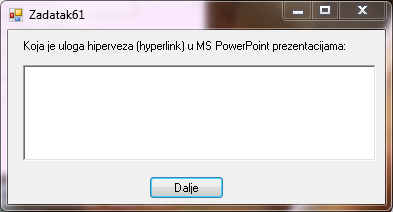 Zadatak61
Koja je uloga hiperveza (hyperlink) u MS PowerPoint prezentacijama:
Dalje